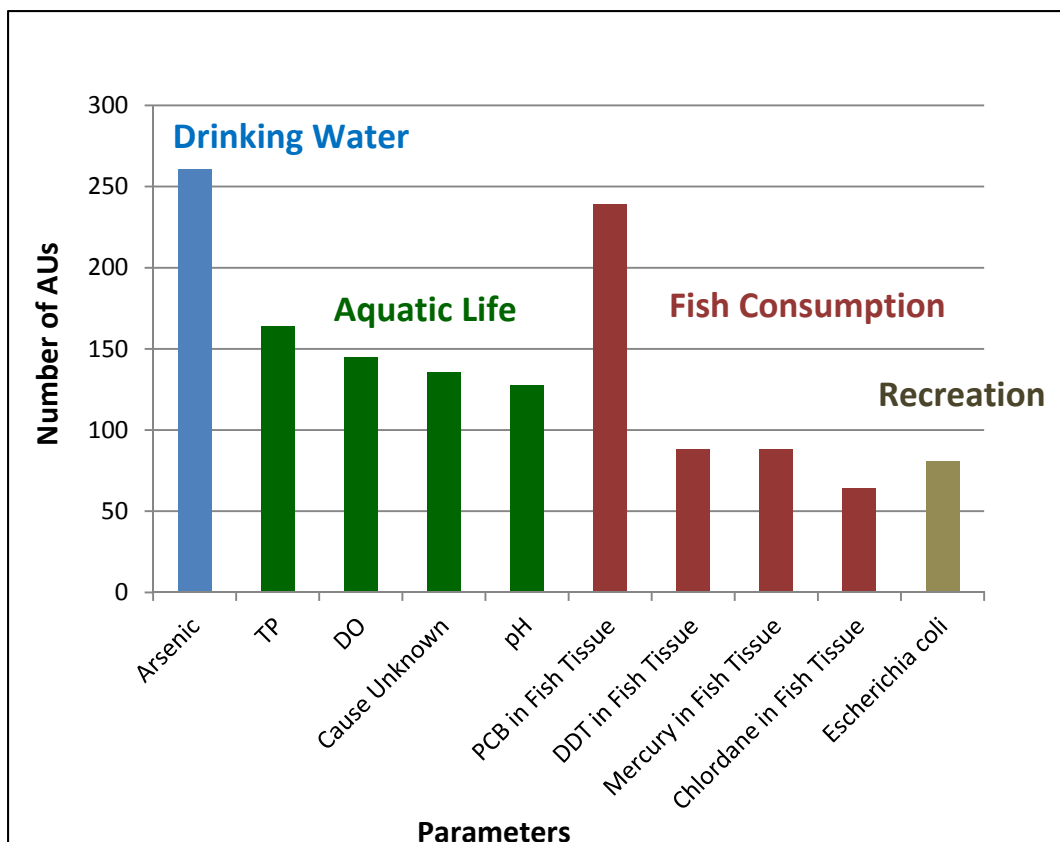 300
250
200
150
100
50
0
Number of AUs
Drinking Water
Aquatic Life
Fish Consumption
Recreation
Arsenic
TP
DO
Cause Unknown
pH
PCB in Fish Tissue
DDT in Fish Tissue
Mercury in Fish Tissue
Chlordane in Fish Tissue
Escherichia coli
Parameters